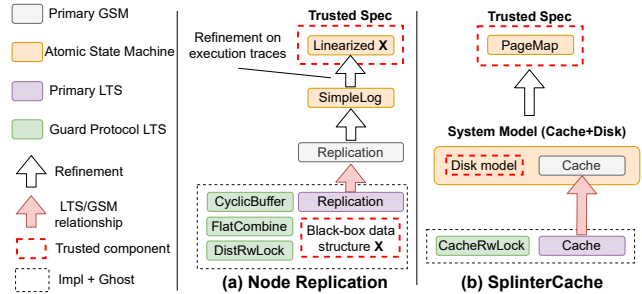 Primary GSM
Atomic State Machine
Primary LTS
Guard Protocol LTS
Refinement
LTS/GSM
relationship
Trusted component
Impl + Ghost
Trusted Spec
Refinement on
execution traces
Linearized X
SimpleLog
Replication
CyclicBuffer
Replication
FlatCombine
DistRwLock
Black-box data
structure X
(a) Node Replication
Trusted Spec
PageMap
System Model (Cache+Disk)
Disk model
Cache
CacheRwLock
Cache
(b) SplinterCache